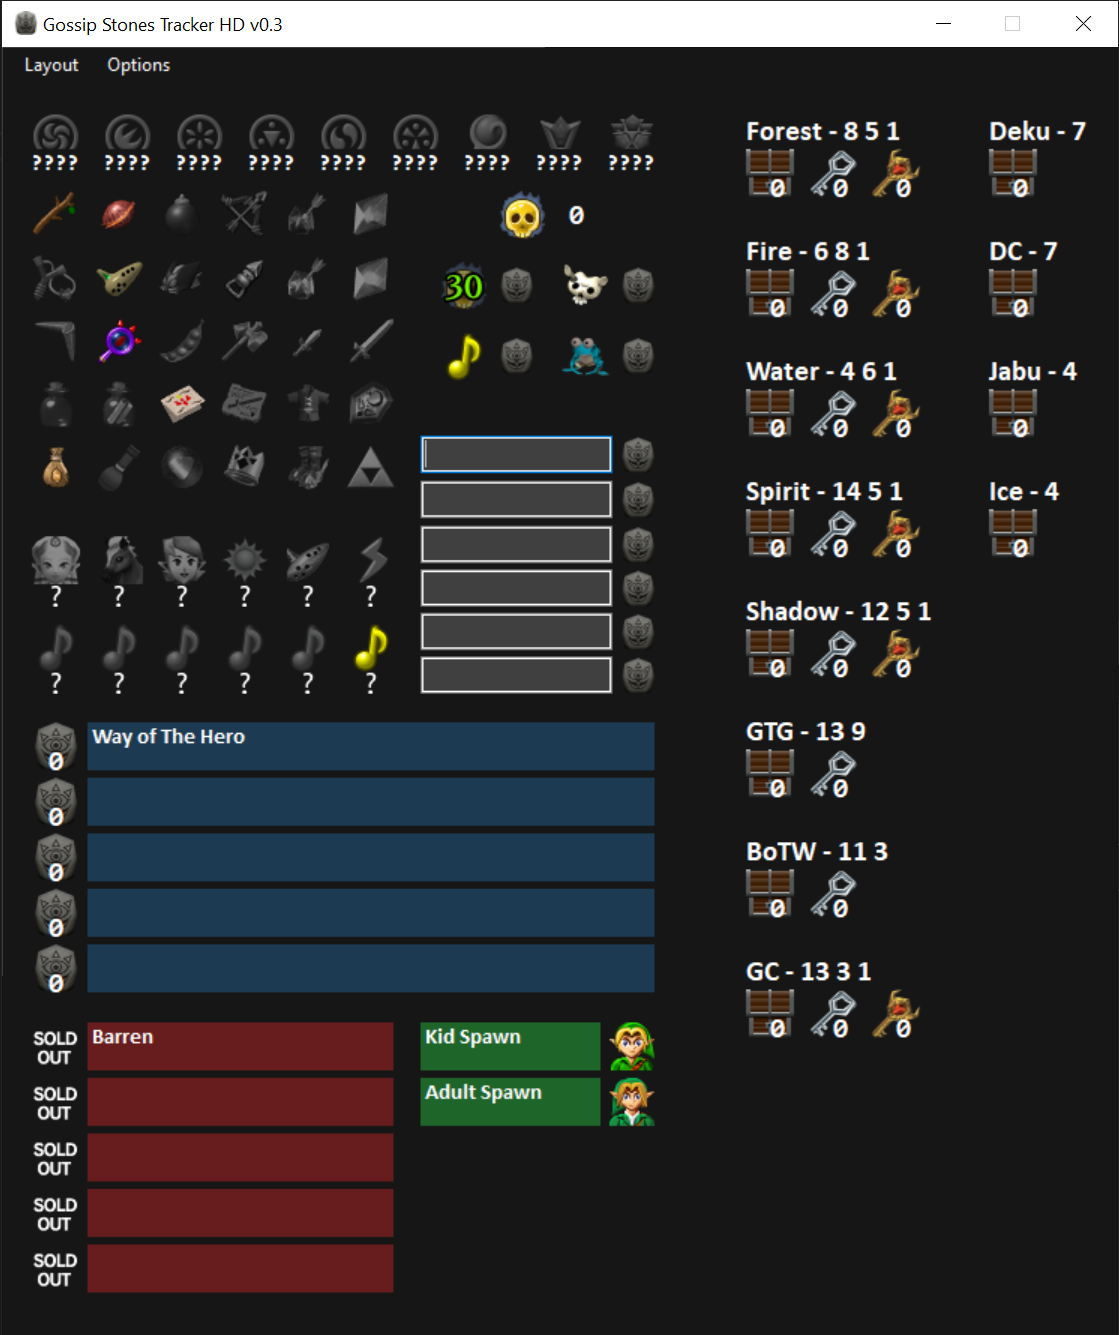 Gossip Stones Tracker HD v0.3
Layout Options
???? ???? ???? ???? ???? ???? ???? ???? ????
0
30
? ? ? ? ? ?
? ? ? ? ? ?
0 Way of The Hero
0
0
0
0
SOLD OUT Barren
SOLD OUT
SOLD OUT
SOLD OUT
SOLD OUT
Kid Spawn
Adult Spawn
Forest - 8 5 1
0 0 0
Deku - 7
0
Fire - 6 8 1
0 0 0
DC - 7
0
Water - 4 6 1
0 0 0
Jabu - 4
0
Spirit - 14 5 1
0 0 0
Ice - 4
0
Shadow - 12 5 1
0 0 0
GTG - 13 9
0 0
BoTW - 11 3
0 0
GC - 13 3 1
0 0 0